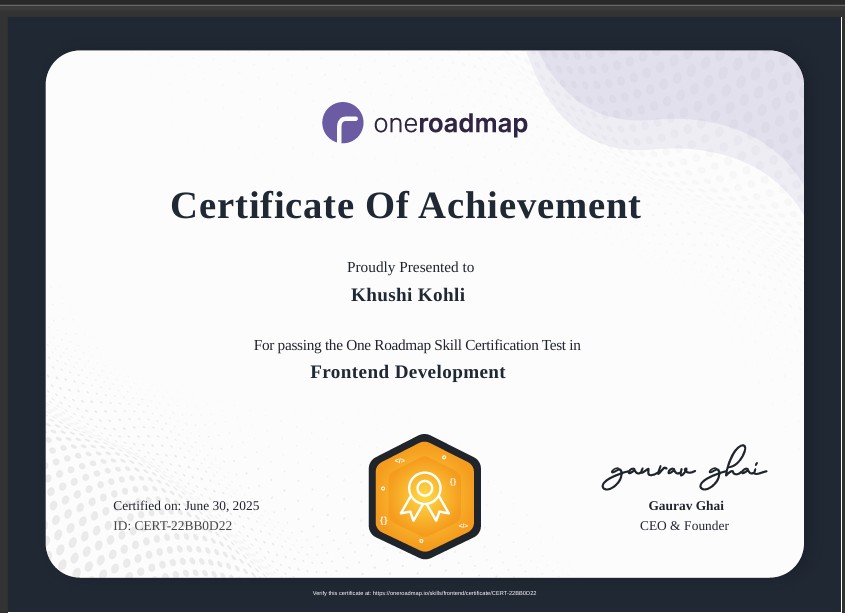 oneroadmap
Certificate Of Achievement
Proudly Presented to
Khushi Kohli
For passing the One Roadmap Skill Certification Test in
Frontend Development
gaurav ghai
Certified on: June 30, 2025
Gaurav Ghai
ID: CERT-22BB0D22
CEO & Founder
Verify this certificate at: https://oneroadmap.io/skills/frontend/certificate/CERT-22BB0D22